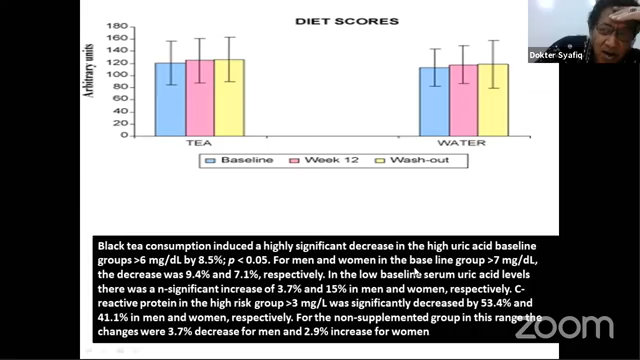 DIET SCORES
Dokter Syafiq
Arbitrary units
180
160
140
120
100
80
60
40
20
0
TEA
WATER
Baseline
Week 12
Wash-out
Black tea consumption induced a highly significant decrease in the high uric acid baseline
groups >6 mg/dL by 8.5%; p < 0.05. For men and women in the base line group >7 mg/dL,
the decrease was 9.4% and 7.1%, respectively. In the low baseline serum uric acid levels
there was a n-significant increase of 3.7% and 15% in men and women, respectively. C-
reactive protein in the high risk group >3 mg/L was significantly decreased by 53.4% and
41.1% in men and women, respectively. For the non-supplemented group in this range the
changes were 3.7% decrease for men and 2.9% increase for women
zoom